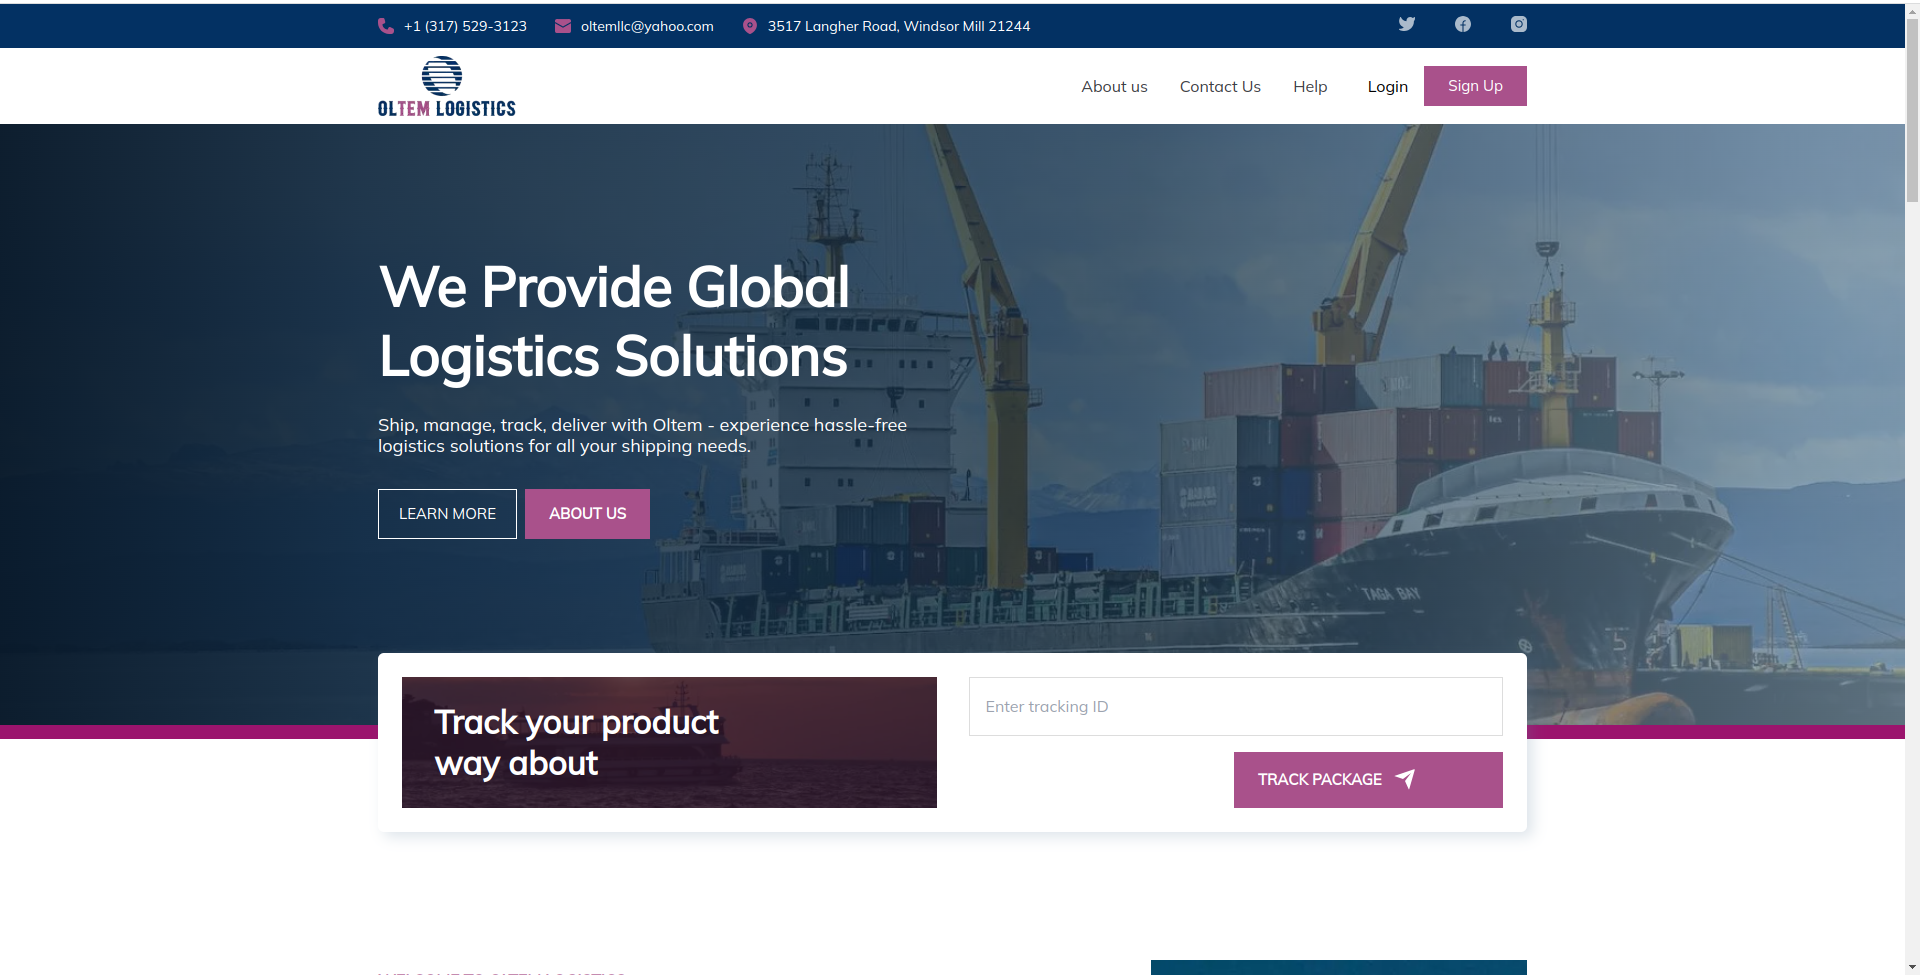 +1 (317) 529-3123
oltemllc@yahoo.com
3517 Langher Road, Windsor Mill 21244
OLTEM LOGISTICS
About us
Contact Us
Help
Login
Sign Up
We Provide Global
Logistics Solutions
Ship, manage, track, deliver with Oltem - experience hassle-free
logistics solutions for all your shipping needs.
LEARN MORE
ABOUT US
TAGA BAY
Track your product
way about
Enter tracking ID
TRACK PACKAGE